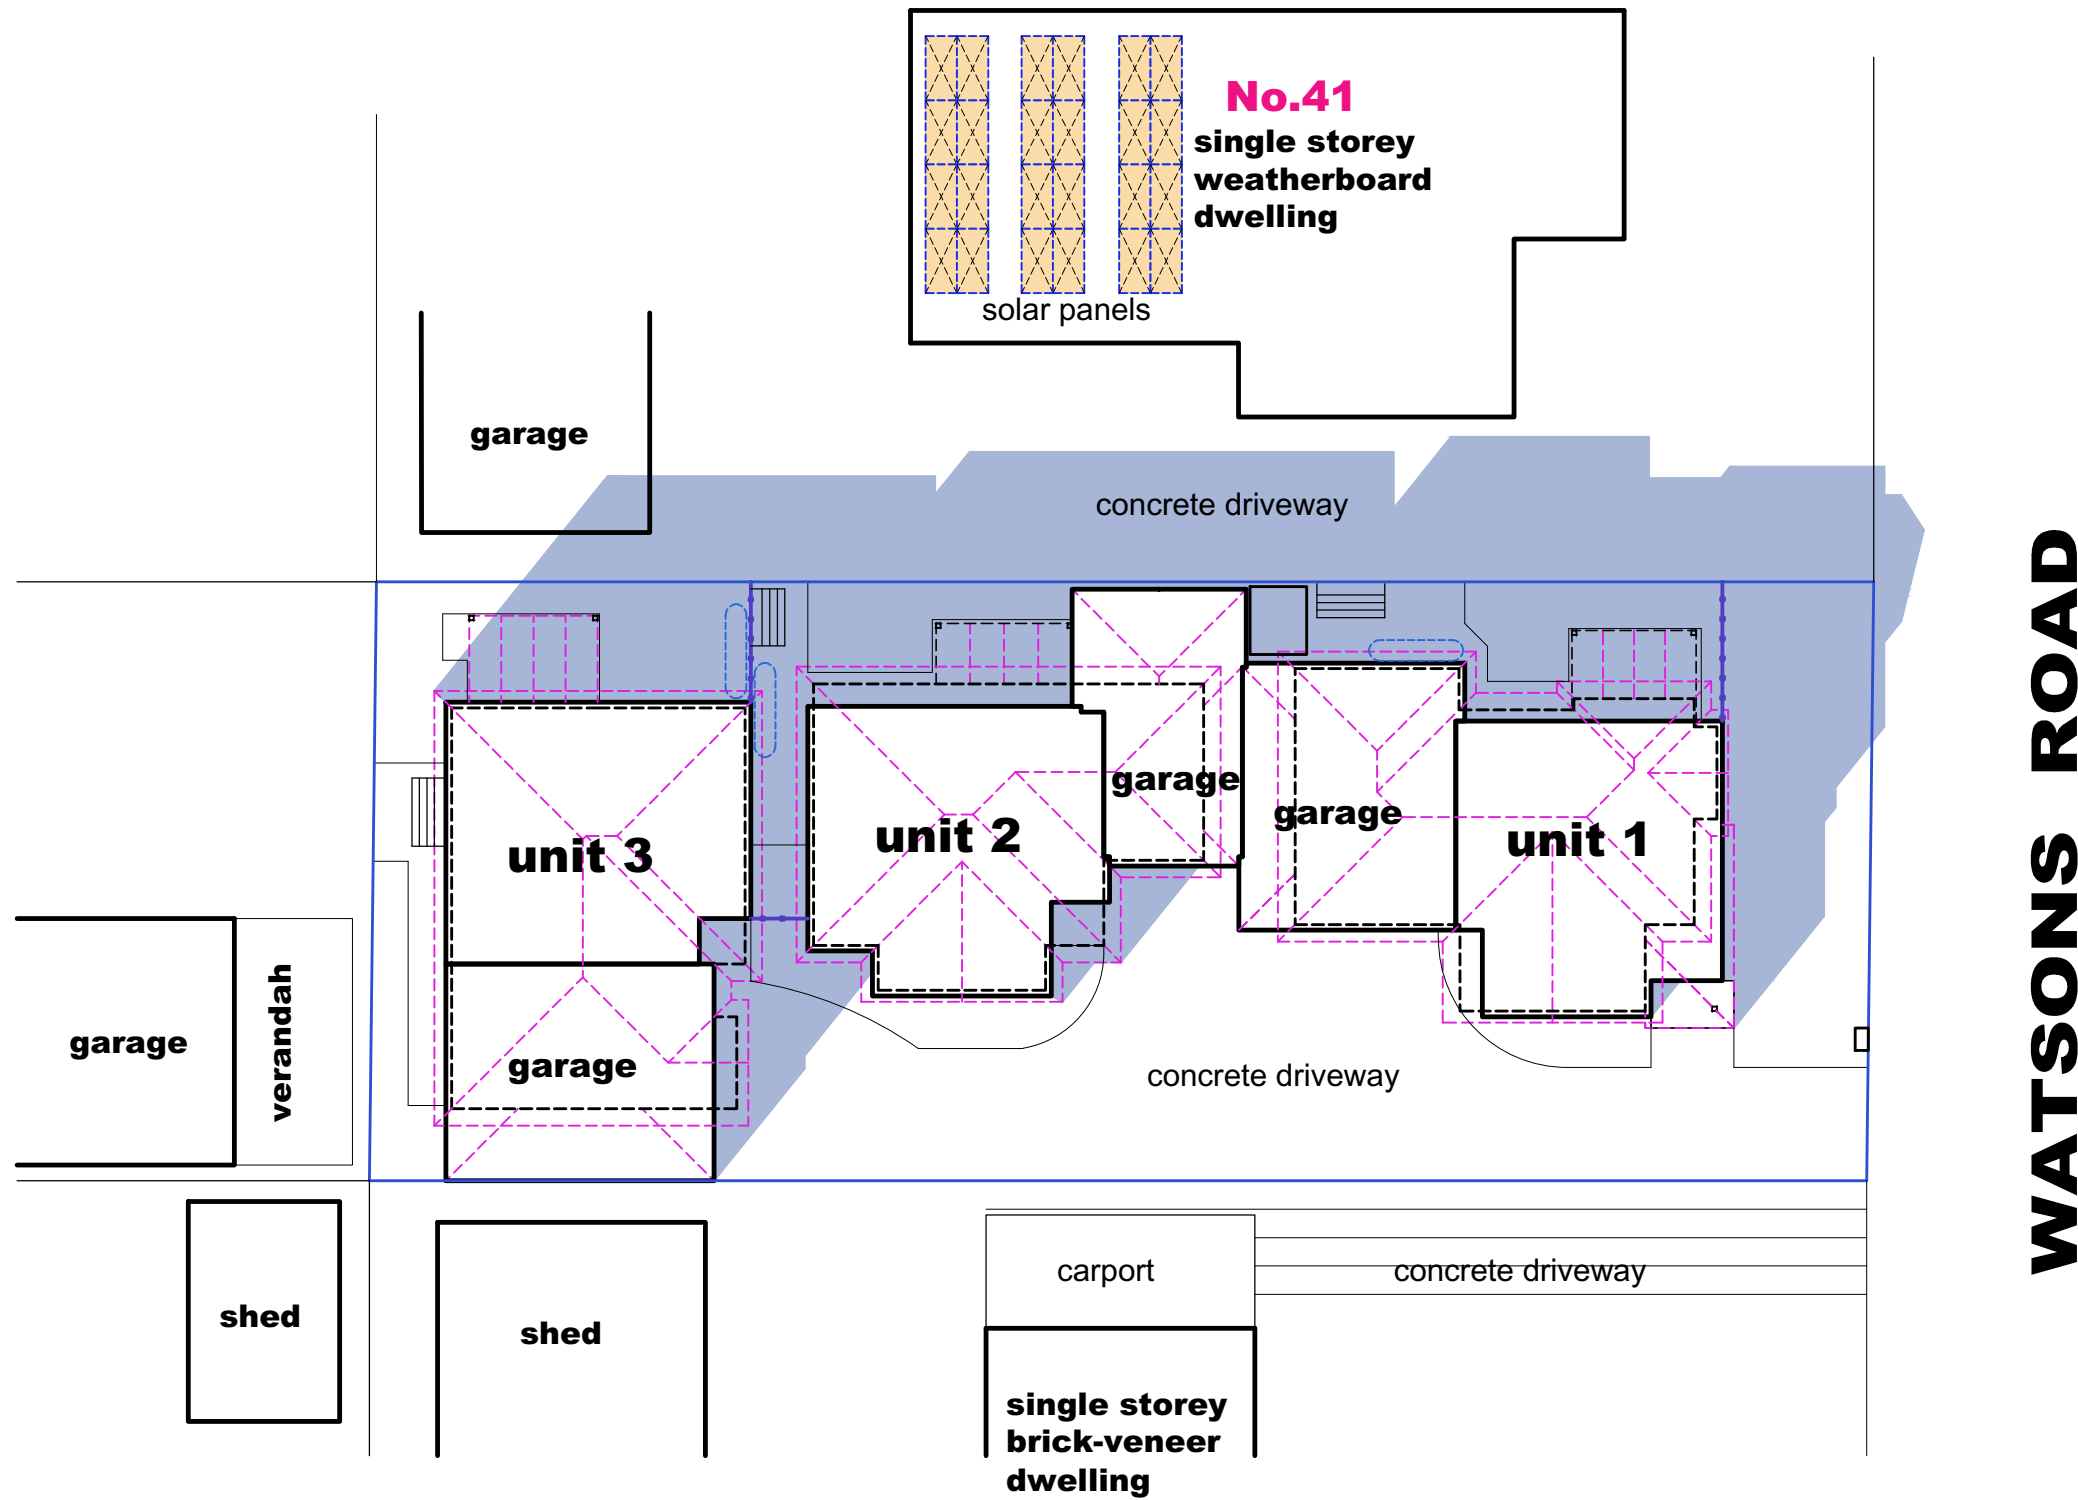 No.41
single storey
weatherboard
dwelling
solar panels
garage
concrete driveway
WATSONS ROAD
garage
garage
unit 2
unit 1
unit 3
verandah
garage
garage
concrete driveway
carport
concrete driveway
shed
shed
single storey
brick-veneer
dwelling